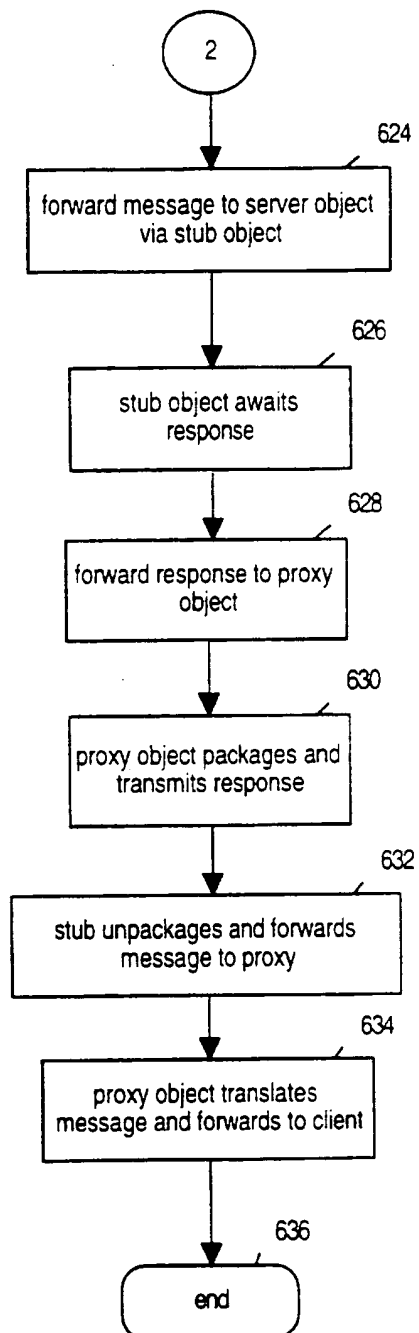 2
624
forward message to server object
via stub object
626
stub object awaits
response
628
forward response to proxy
object
630
proxy object packages and
transmits response
632
stub unpackages and forwards
message to proxy
634
proxy object translates
message and forwards to client
636
end